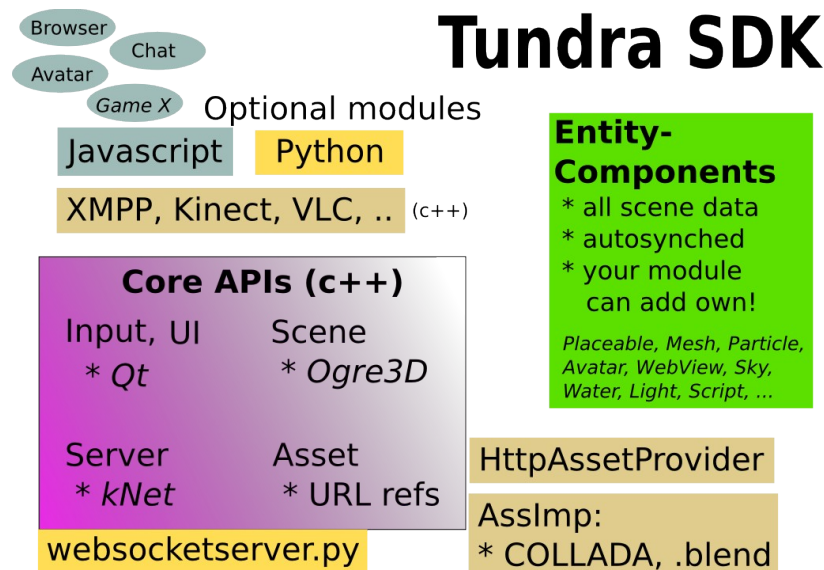 Tundra SDK
Browser
Chat
Avatar
Game X
Optional modules
Javascript
Python
XMPP, Kinect, VLC, .. (c++)
Entity-
Components
* all scene data
* autosynched
* your module
can add own!
Placeable, Mesh, Particle,
Avatar, WebView, Sky,
Water, Light, Script, ...
Core APIs (c++)
Input, UI
* Qt
Scene
* Ogre3D
Server
* kNet
Asset
* URL refs
HttpAssetProvider
websocketserver.py
AssImp:
* COLLADA, .blend